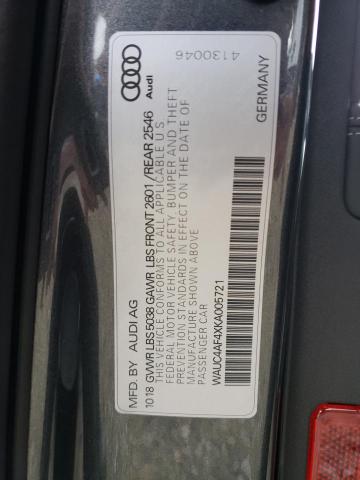 MFD. BY AUDI AG
1018 GVWR LBS 5038 GAWR LBS FRONT 2601 / REAR 2546
THIS VEHICLE CONFORMS TO ALL APPLICABLE U S
FEDERAL MOTOR VEHICLE SAFETY, BUMPER AND THEFT
PREVENTION STANDARDS IN EFFECT ON THE DATE OF
MANUFACTURE SHOWN ABOVE
PASSENGER CAR
WAUC4AF4XKA005721
Audi
4130046
GERMANY